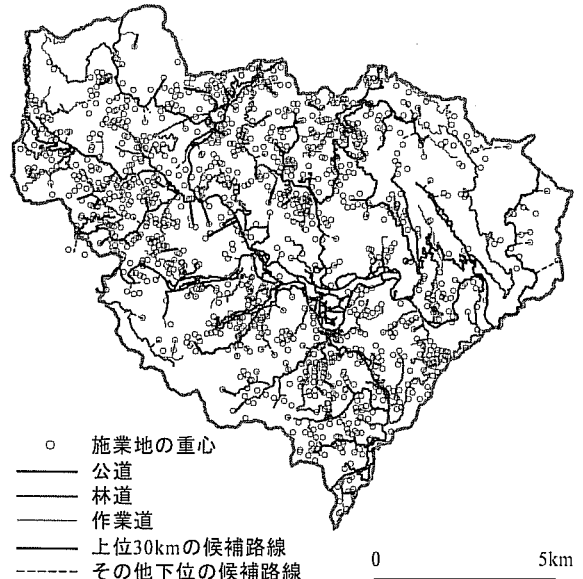 施業地の重心
公道
林道
作業道
上位30kmの候補路線
その他下位の候補路線
0 5km